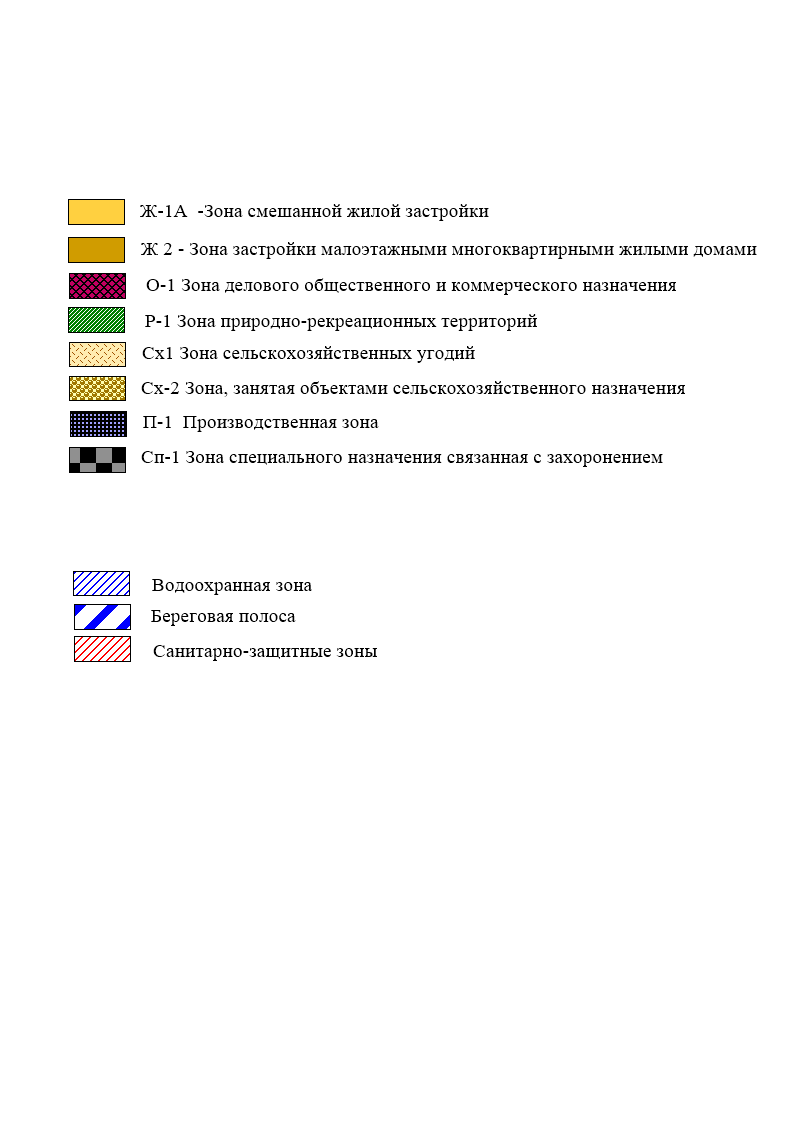 Ж-1А -Зона смешанной жилой застройки
Ж 2 - Зона застройки малоэтажными многоквартирными жилыми домами
О-1 Зона делового общественного и коммерческого назначения
Р-1 Зона природно-рекреационных территорий
Сх1 Зона сельскохозяйственных угодий
Сх-2 Зона, занятая объектами сельскохозяйственного назначения
П-1 Производственная зона
Сп-1 Зона специального назначения связанная с захоронением
Водоохранная зона
Береговая полоса
Санитарно-защитные зоны